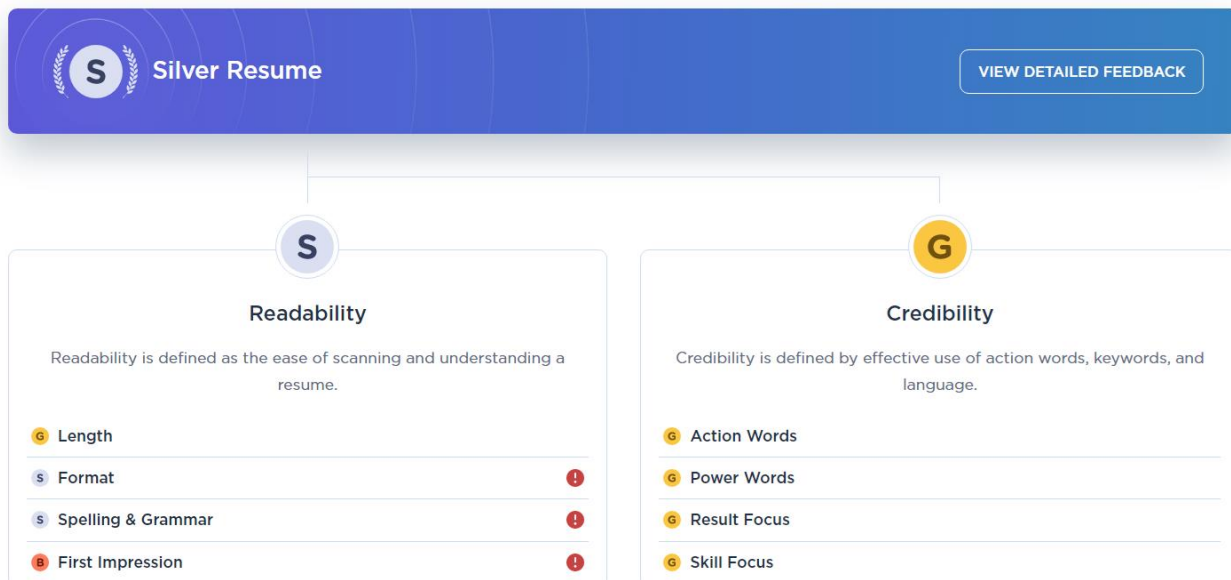 S Silver Resume VIEW DETAILED FEEDBACK
S
Readability
Readability is defined as the ease of scanning and understanding a
resume.
G Length
S Format !
S Spelling & Grammar !
B First Impression !
G
Credibility
Credibility is defined by effective use of action words, keywords, and
language.
G Action Words
G Power Words
G Result Focus
G Skill Focus